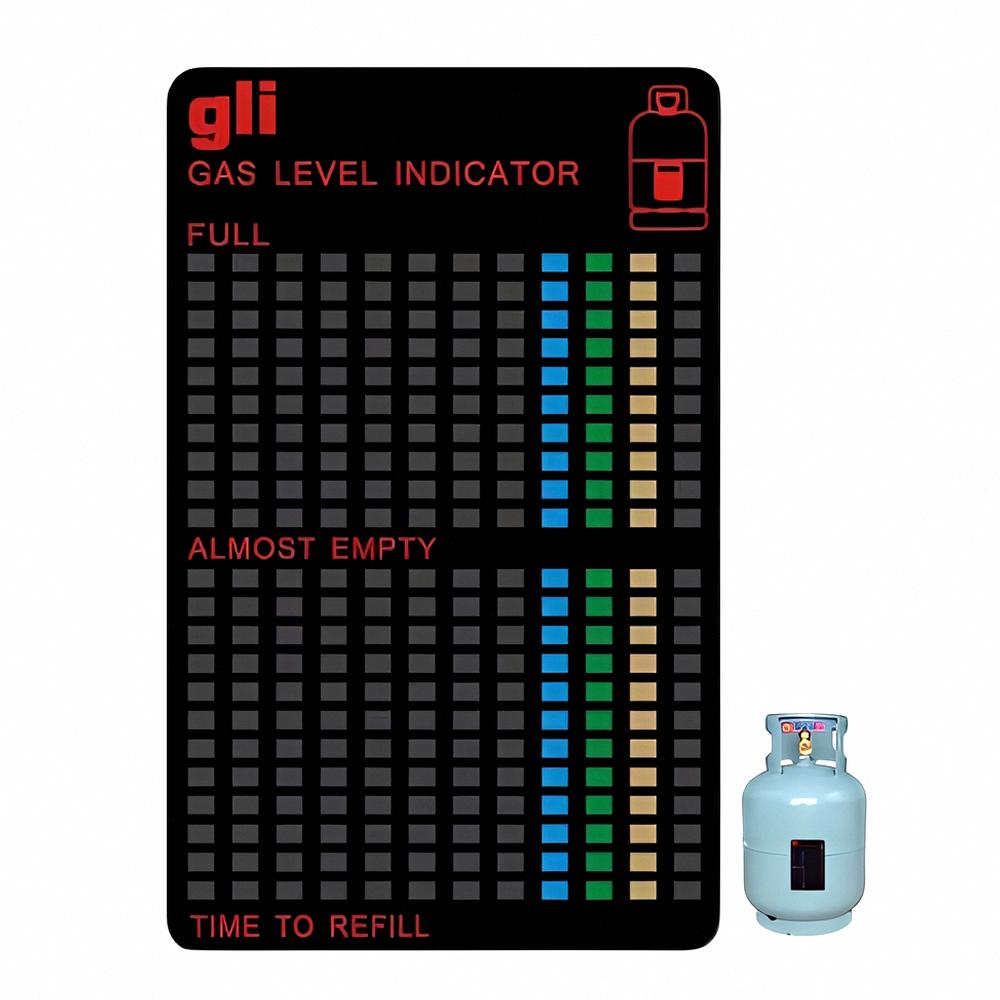 gli
GAS LEVEL INDICATOR
FULL
ALMOST EMPTY
TIME TO REFILL